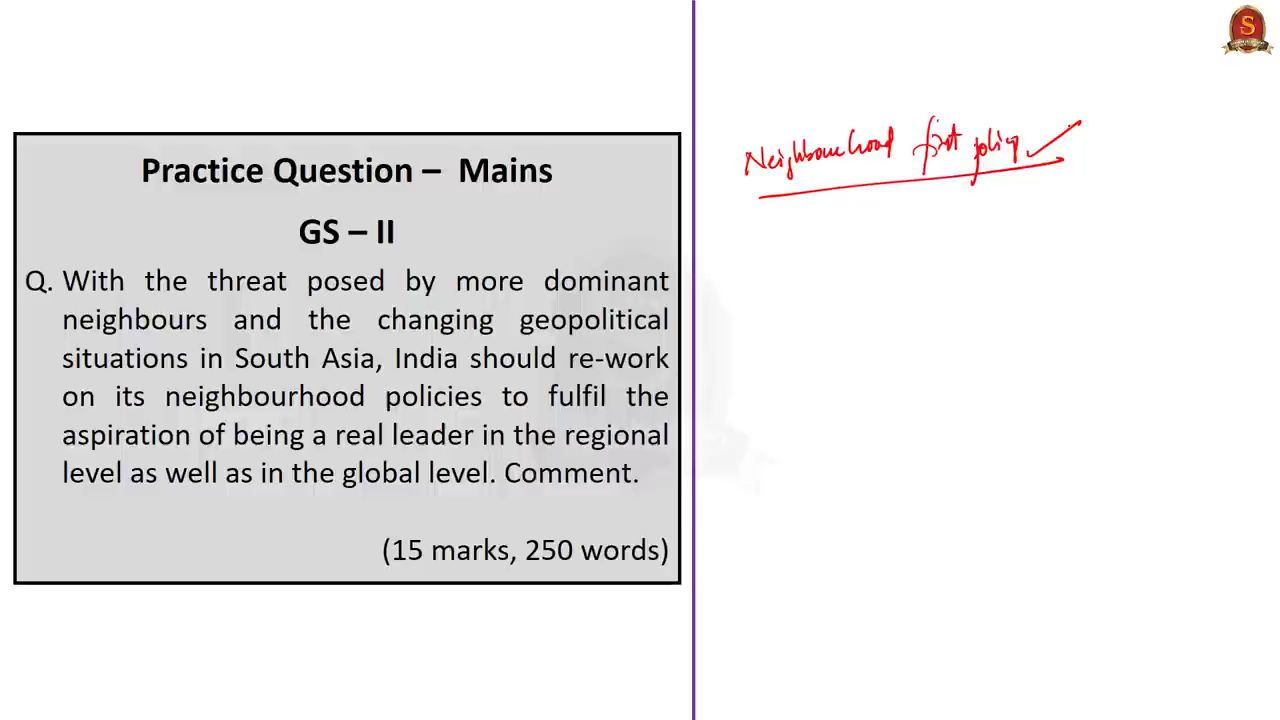 Practice Question – Mains
GS – II
Q. With the threat posed by more dominant
neighbours and the changing geopolitical
situations in South Asia, India should re-work
on its neighbourhood policies to fulfil the
aspiration of being a real leader in the regional
level as well as in the global level. Comment.
(15 marks, 250 words)
Neighbourhood first policy
S